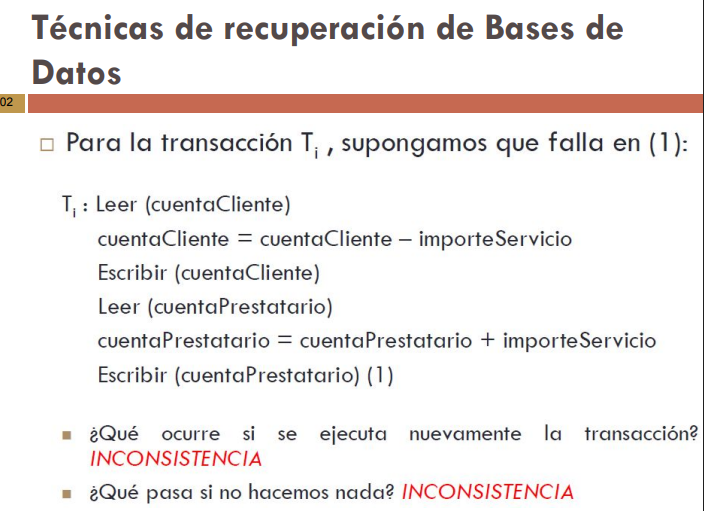 Técnicas de recuperación de Bases de
Datos
02
Para la transacción Ti , supongamos que falla en (1):
Ti : Leer (cuentaCliente)
cuentaCliente = cuentaCliente – importeServicio
Escribir (cuentaCliente)
Leer (cuentaPrestatario)
cuentaPrestatario = cuentaPrestatario + importeServicio
Escribir (cuentaPrestatario) (1)
¿Qué ocurre si se ejecuta nuevamente la transacción?
INCONSISTENCIA
¿Qué pasa si no hacemos nada? INCONSISTENCIA